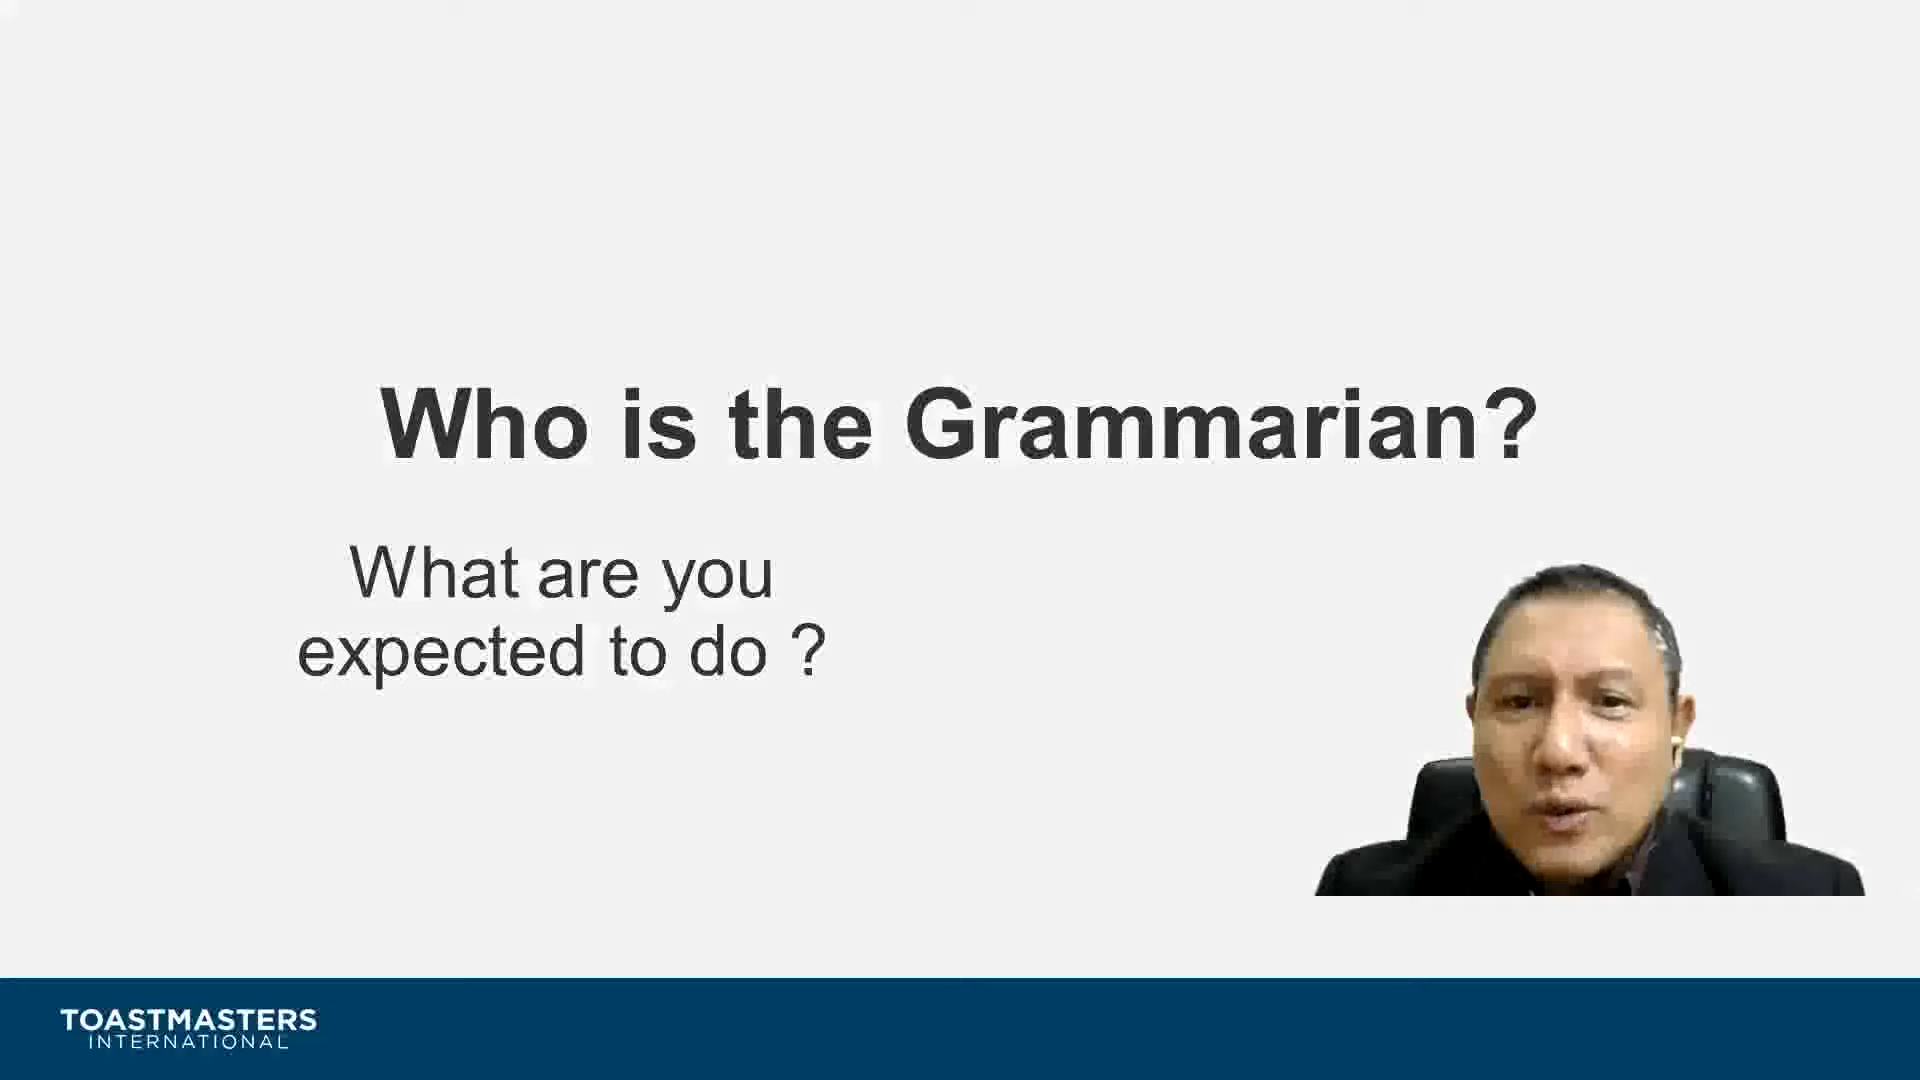 Who is the Grammarian?
What are you
expected to do ?
TOASTMASTERS
INTERNATIONAL